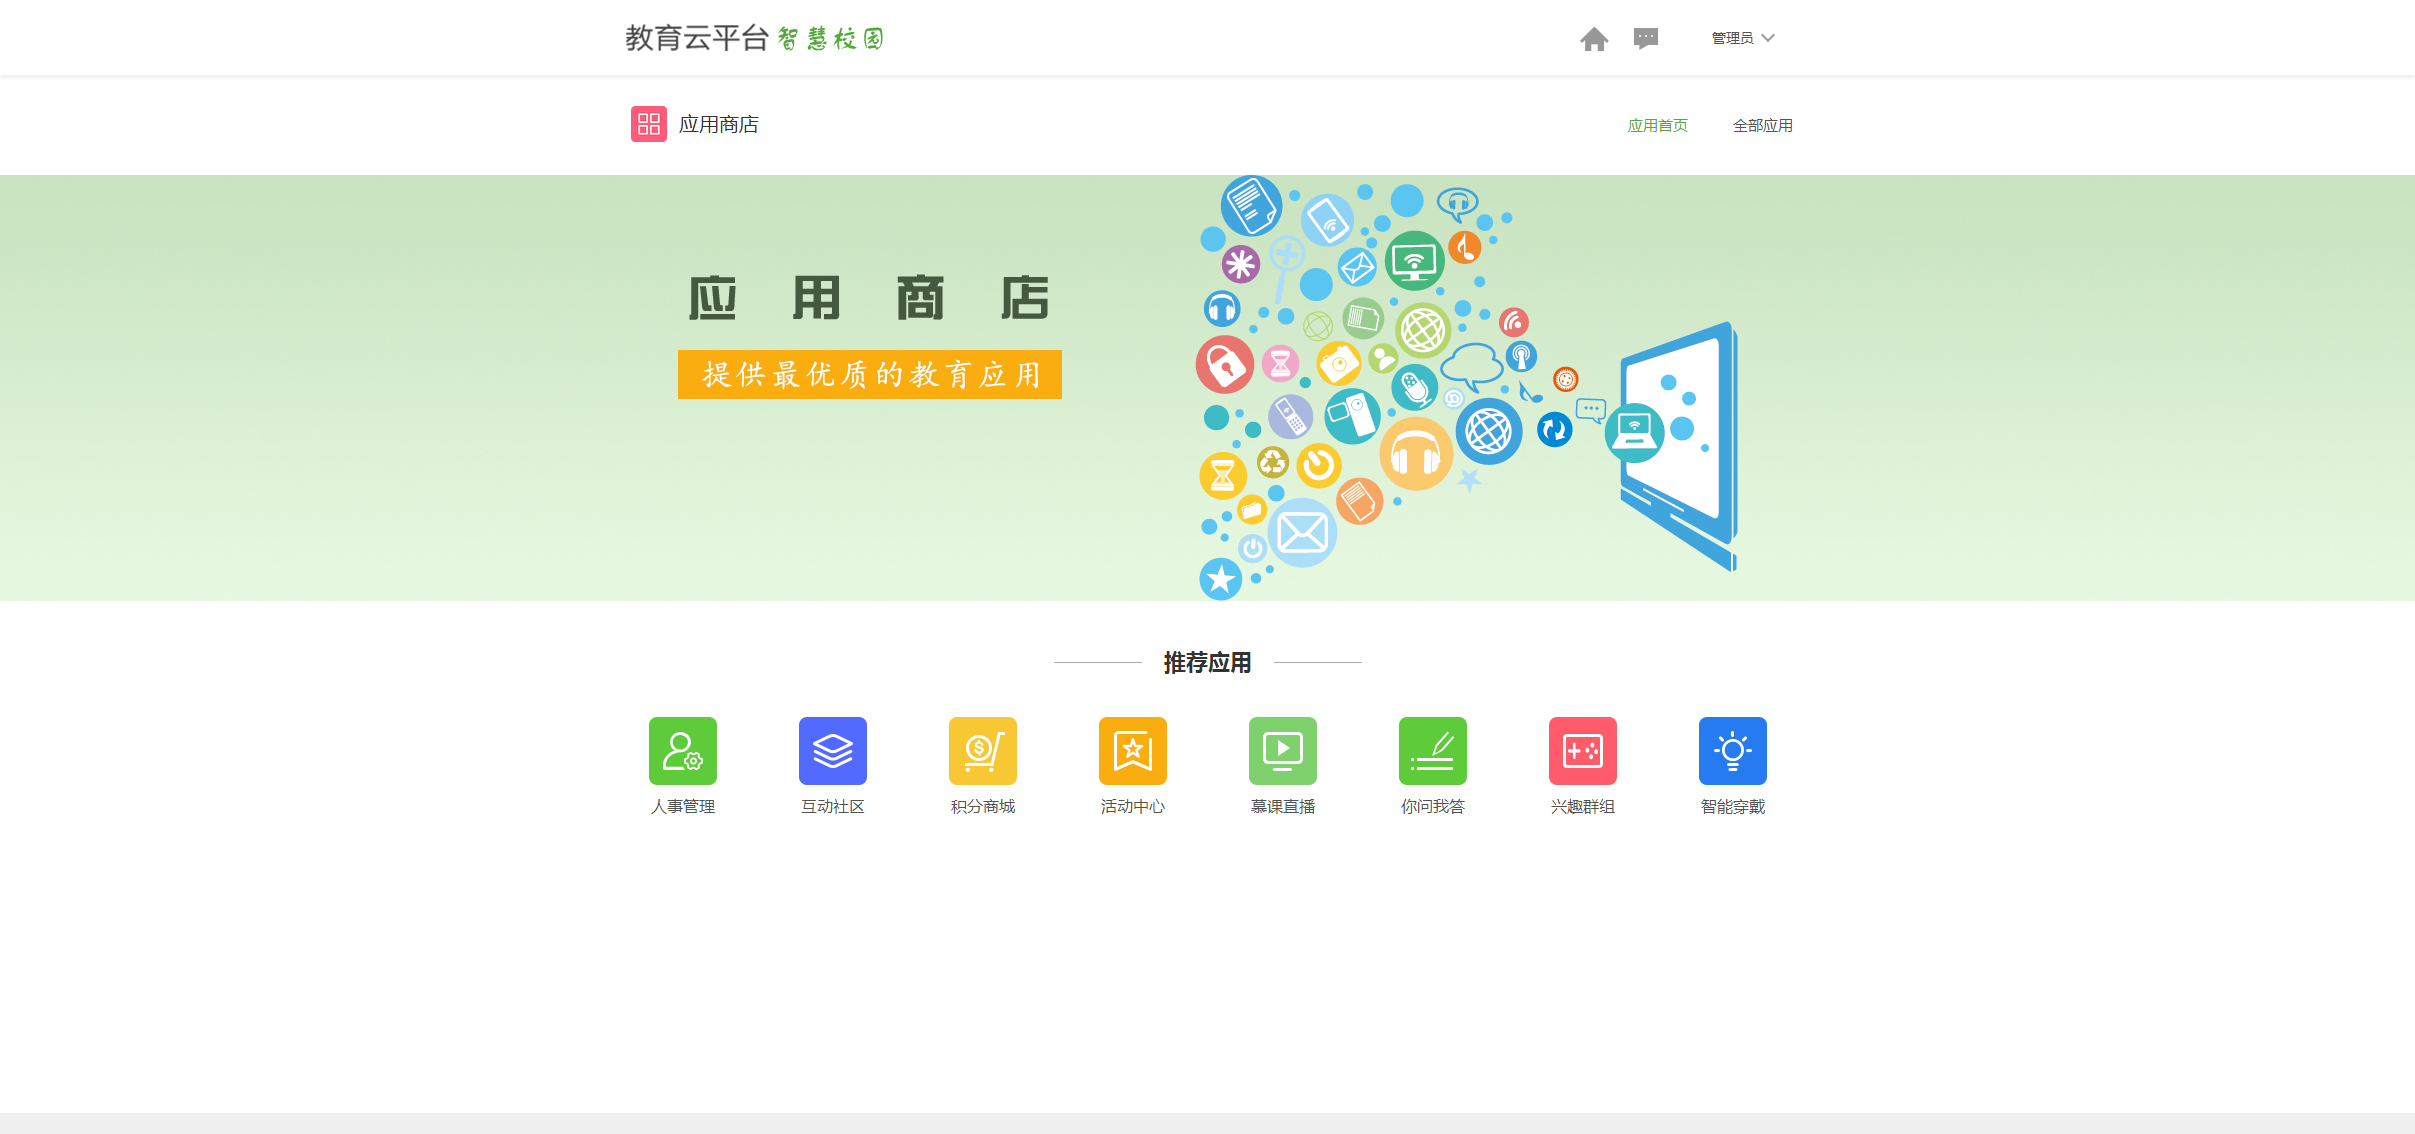 教育云平台 智慧校园
管理员
应用商店
应用首页 全部应用
应用商店
提供最优质的教育应用
推荐应用
人事管理 互动社区 积分商城 活动中心 慕课直播 你问我答 兴趣群组 智能穿戴